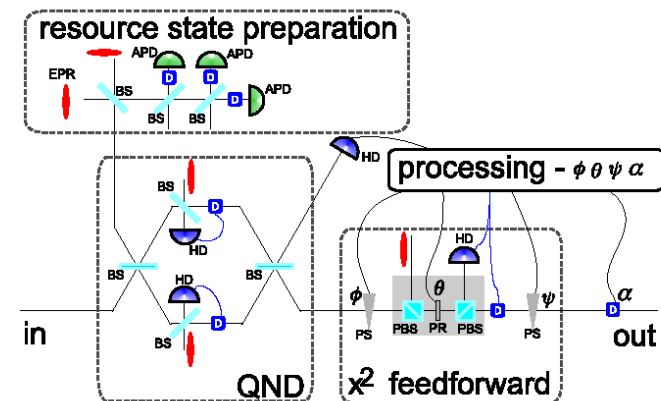 resource state preparation
APD
APD
EPR
D
D
BS
D
APD
BS
BS
HD
processing - ϕ θ ψ α
BS
D
HD
HD
BS
BS
HD
ϕ
θ
ψ
α
D
D
D
BS
PS
PBS
PR
PBS
PS
in
out
QND
x² feedforward